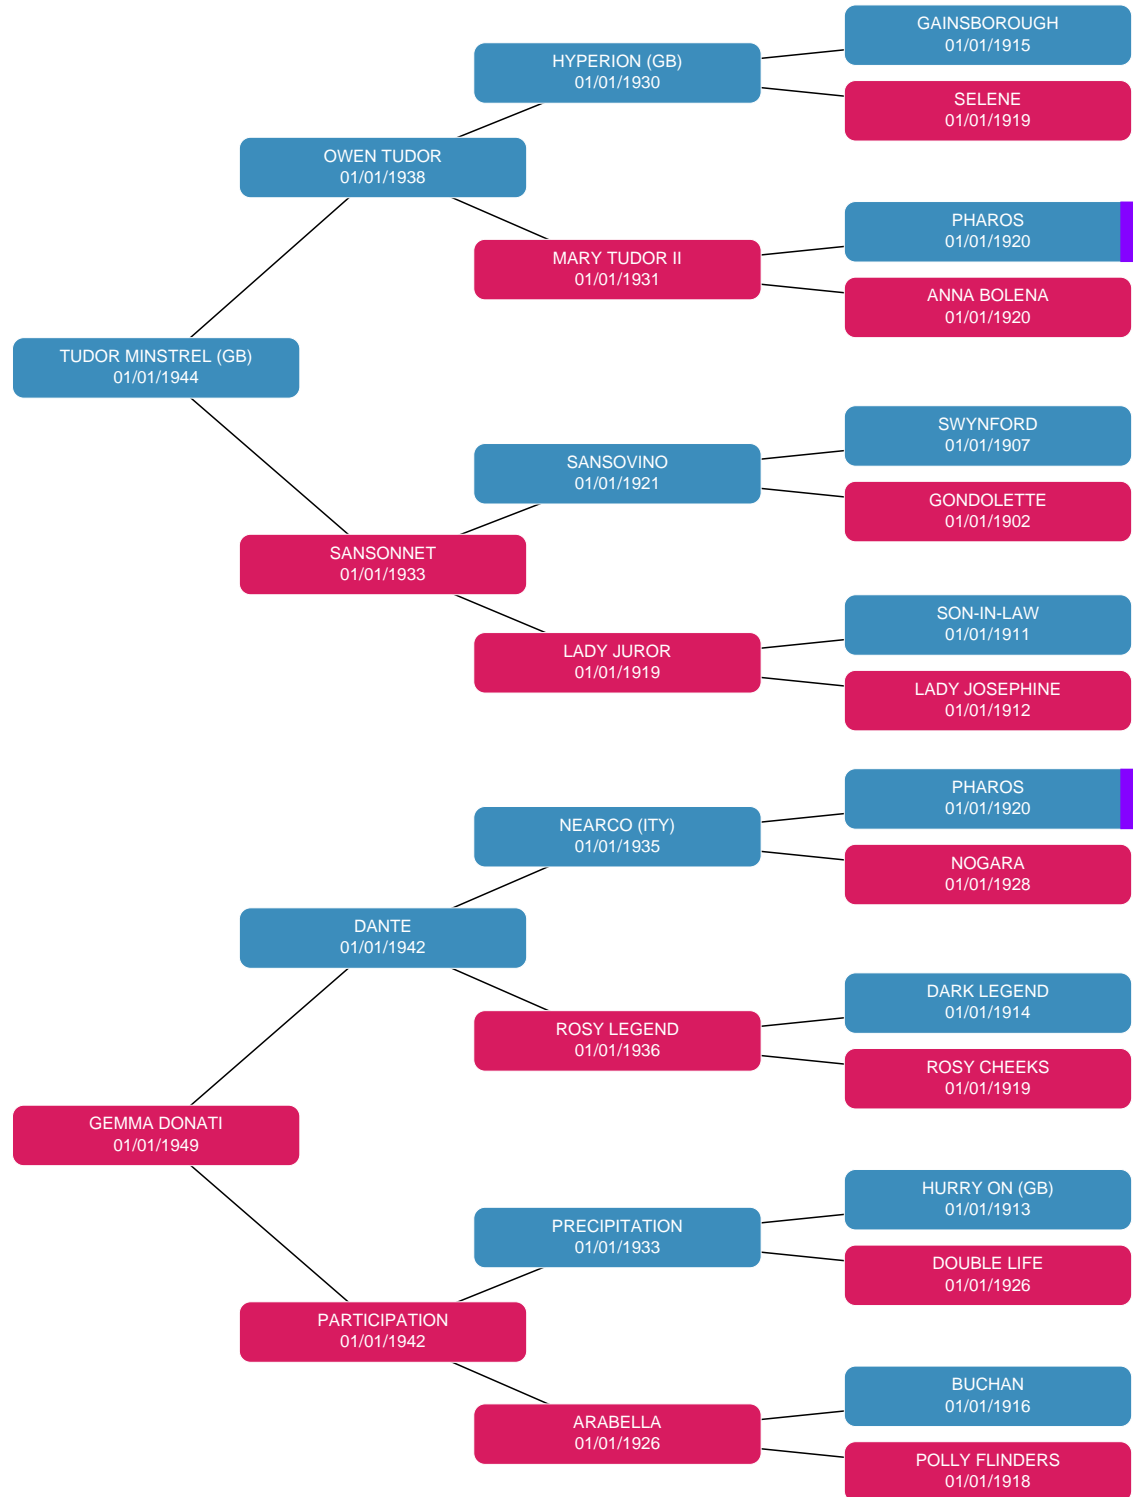 GAINSBOROUGH
01/01/1915
HYPERION (GB)
01/01/1930
SELENE
01/01/1919
OWEN TUDOR
01/01/1938
PHAROS
01/01/1920
MARY TUDOR II
01/01/1931
ANNA BOLENA
01/01/1920
TUDOR MINSTREL (GB)
01/01/1944
SWYNFORD
01/01/1907
SANSOVINO
01/01/1921
GONDOLETTE
01/01/1902
SANSONNET
01/01/1933
SON-IN-LAW
01/01/1911
LADY JUROR
01/01/1919
LADY JOSEPHINE
01/01/1912
PHAROS
01/01/1920
NEARCO (ITY)
01/01/1935
NOGARA
01/01/1928
DANTE
01/01/1942
DARK LEGEND
01/01/1914
ROSY LEGEND
01/01/1936
ROSY CHEEKS
01/01/1919
GEMMA DONATI
01/01/1949
HURRY ON (GB)
01/01/1913
PRECIPITATION
01/01/1933
DOUBLE LIFE
01/01/1926
PARTICIPATION
01/01/1942
BUCHAN
01/01/1916
ARABELLA
01/01/1926
POLLY FLINDERS
01/01/1918